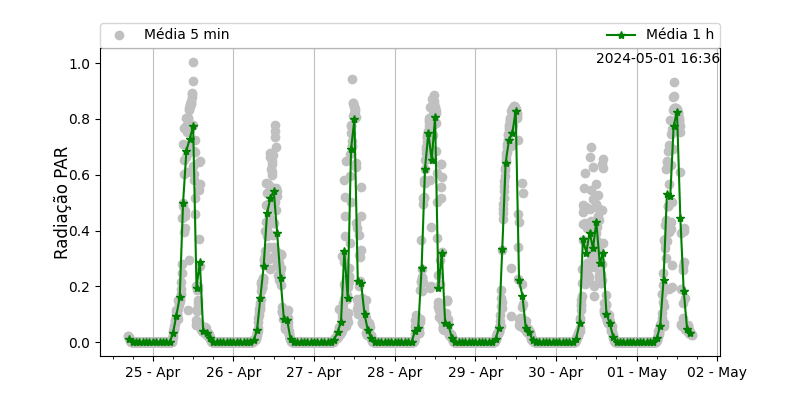 Média 5 min
Média 1 h
2024-05-01 16:36
1.0
0.8
0.6
0.4
0.2
0.0
Radiação PAR
25 - Apr
26 - Apr
27 - Apr
28 - Apr
29 - Apr
30 - Apr
01 - May
02 - May